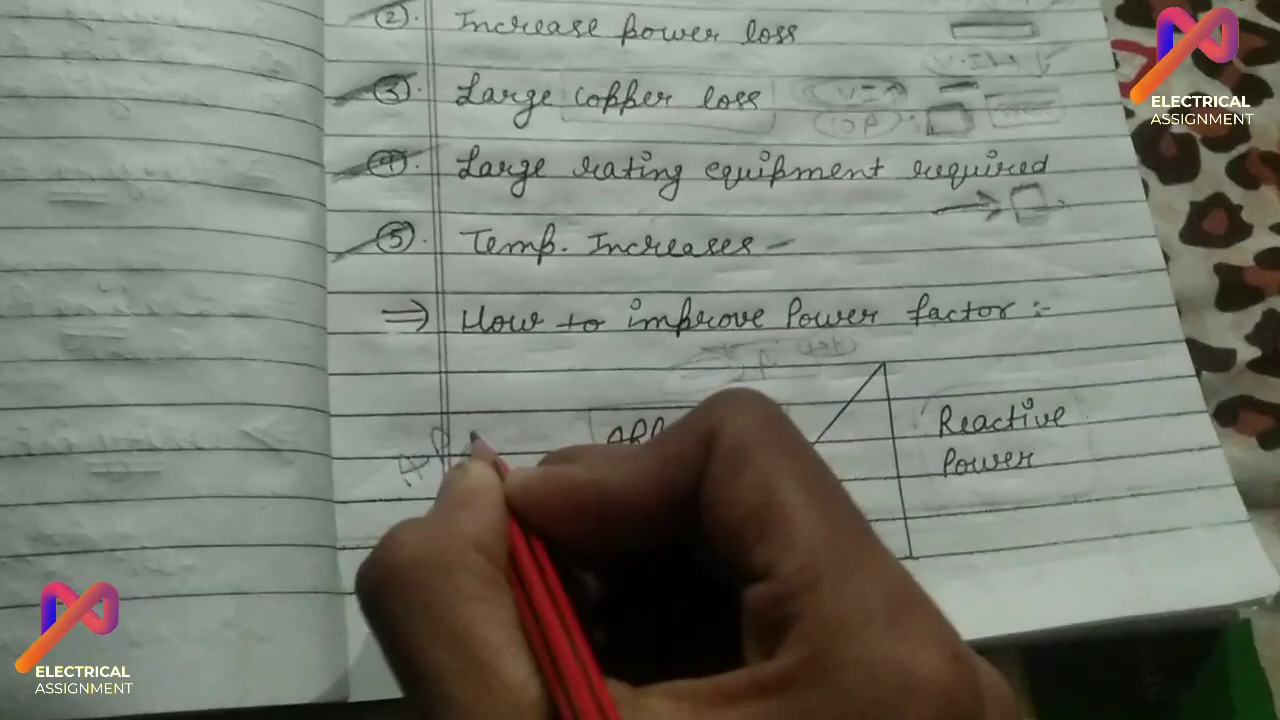 ②. Increase power loss
③. Large copper loss
④. Large rating equipment required
⑤. Temp. Increases -
⇒ How to improve Power factor :-
Reactive
Power
ELECTRICAL
ASSIGNMENT
ELECTRICAL
ASSIGNMENT